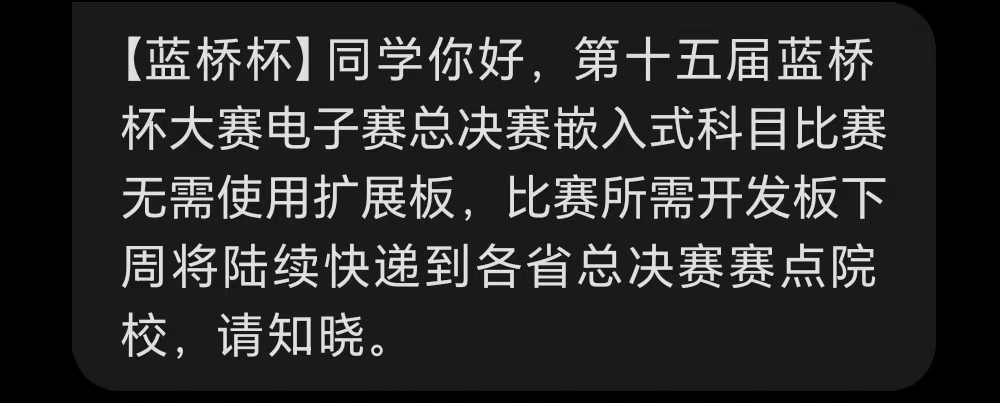 【蓝桥杯】同学你好，第十五届蓝桥
杯大赛电子赛总决赛嵌入式科目比赛
无需使用扩展板，比赛所需开发板下
周将陆续快递到各省总决赛赛点院
校，请知晓。